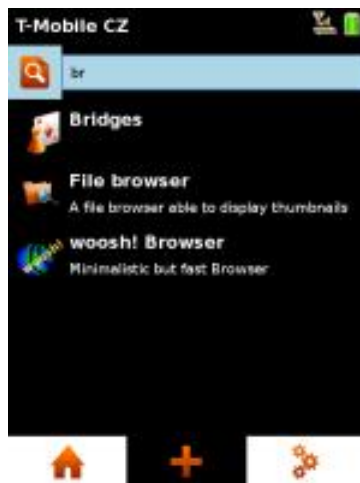 T-Mobile CZ
br
Bridges
File browser
A file browser able to display thumbnails
woosh! Browser
Minimalistic but fast Browser